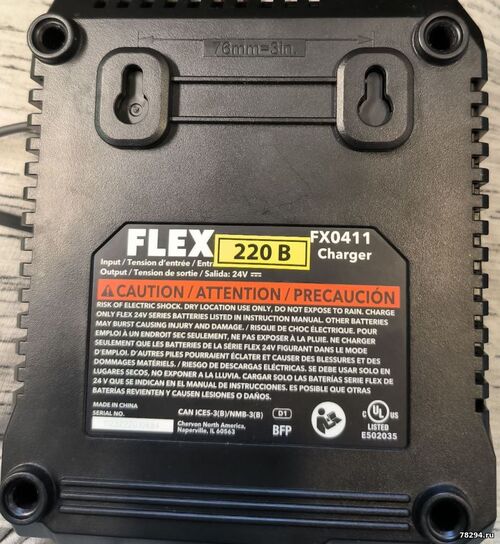 76mm=3in.
FLEX
220 В
FX0411
Charger
Input / Tension d'entrée / Entra
Output / Tension de sortie / Salida: 24V
CAUTION / ATTENTION / PRECAUCIÓN
RISK OF ELECTRIC SHOCK. DRY LOCATION USE ONLY, DO NOT EXPOSE TO RAIN. CHARGE
ONLY FLEX 24V SERIES BATTERIES LISTED IN INSTRUCTION MANUAL. OTHER BATTERIES
MAY BURST CAUSING INJURY AND DAMAGE. / RISQUE DE CHOC ÉLECTRIQUE. POUR
EMPLOI À UN ENDROIT SEC SEULEMENT, NE PAS EXPOSER À LA PLUIE. NE CHARGER
SEULEMENT QUE LES BATTERIES DE LA SÉRIE FLEX 24V FIGURANT DANS LE MODE
D'EMPLOI. D'AUTRES PILES POURRAIENT ÉCLATER ET CAUSER DES BLESSURES ET DES
DOMMAGES MATÉRIELS. / RIESGO DE DESCARGAS ELÉCTRICAS. SE DEBE USAR SOLO EN
LUGARES SECOS, NO EXPONER A LA LLUVIA. CARGAR SOLO LAS BATERÍAS SERIE FLEX DE
24 V QUE SE INDICAN EN EL MANUAL DE INSTRUCCIONES. ES POSIBLE QUE OTRAS
BATERÍAS REVIENTEN Y CAUSEN LESIONES O DAÑOS
MADE IN CHINA
SERIAL NO.
CAN ICES-3(B)/NMB-3(B)
Chervon North America,
Naperville, IL 60563
D1
BFP
C UL US
LISTED
E502035
78294.ru